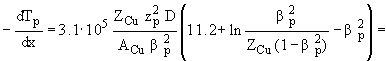 - dT_p/dx = 3.1·10^5 (Z_Cu z_p^2 D)/(A_Cu β_p^2) (11.2 + ln β_p^2/(Z_Cu (1−β_p^2)) − β_p^2) =